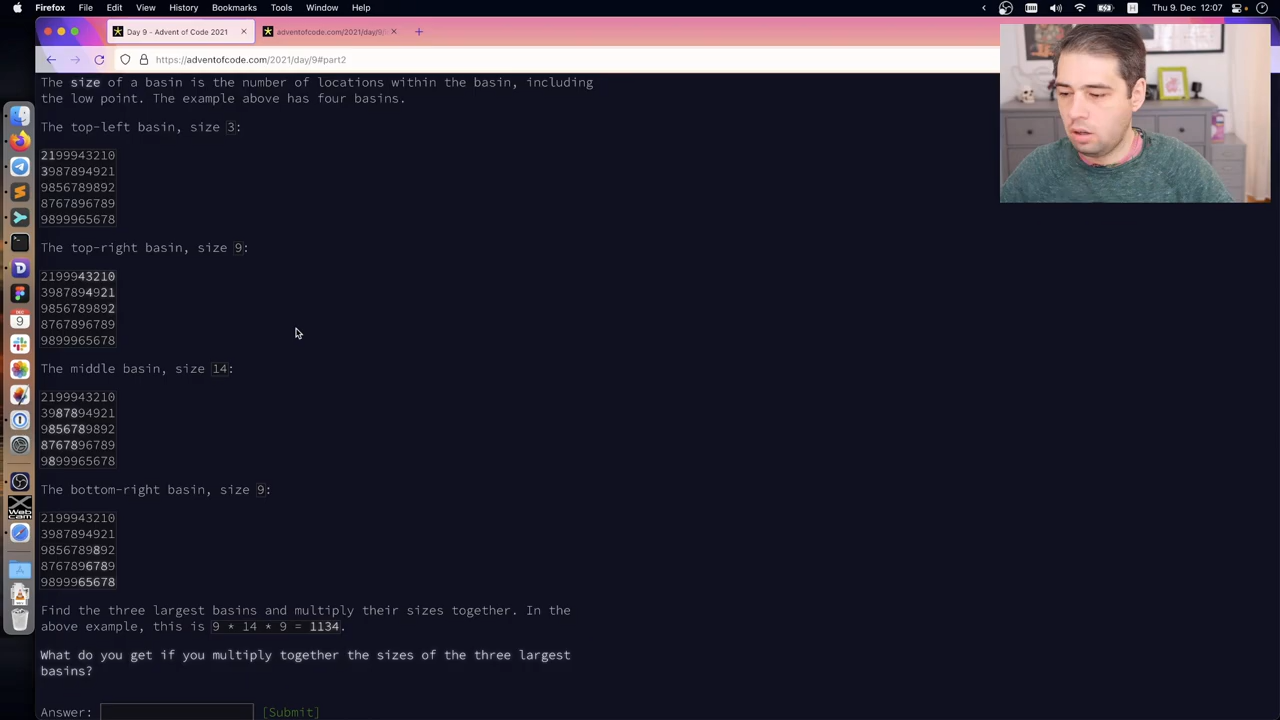 Firefox File Edit View History Bookmarks Tools Window Help
Thu 9. Dec 12:07
Day 9 - Advent of Code 2021
adventofcode.com/2021/day/9/
https://adventofcode.com/2021/day/9#part2
The size of a basin is the number of locations within the basin, including
the low point. The example above has four basins.
The top-left basin, size 3:
2199943210
3987894921
9856789892
8767896789
9899965678
The top-right basin, size 9:
2199943210
3987894921
9856789892
8767896789
9899965678
The middle basin, size 14:
2199943210
3987894921
9856789892
8767896789
9899965678
The bottom-right basin, size 9:
2199943210
3987894921
9856789892
8767896789
9899965678
Find the three largest basins and multiply their sizes together. In the
above example, this is 9 * 14 * 9 = 1134.
What do you get if you multiply together the sizes of the three largest
basins?
Answer:
[Submit]
DEC
9
Web
cam